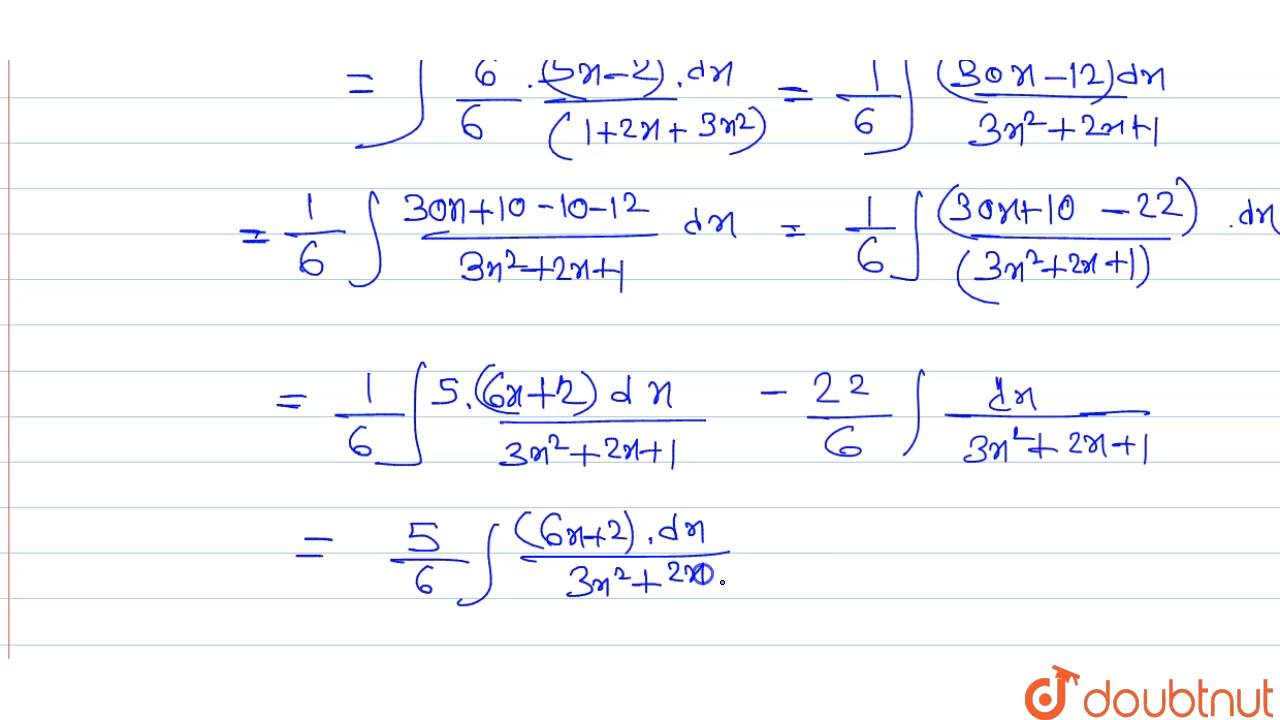 = ∫ 6/6 . (5x-2).dx / (1+2x+3x²) = 1/6 ∫ (30x-12)dx / 3x²+2x+1
= 1/6 ∫ 30x+10-10-12 / 3x²+2x+1 dx = 1/6 ∫ (30x+10 -22) / (3x²+2x+1) . dx
= 1/6 ∫ 5.(6x+2) dx / 3x²+2x+1 - 22/6 ∫ dx / 3x²+2x+1
= 5/6 ∫ (6x+2).dx / 3x²+2x
doubtnut